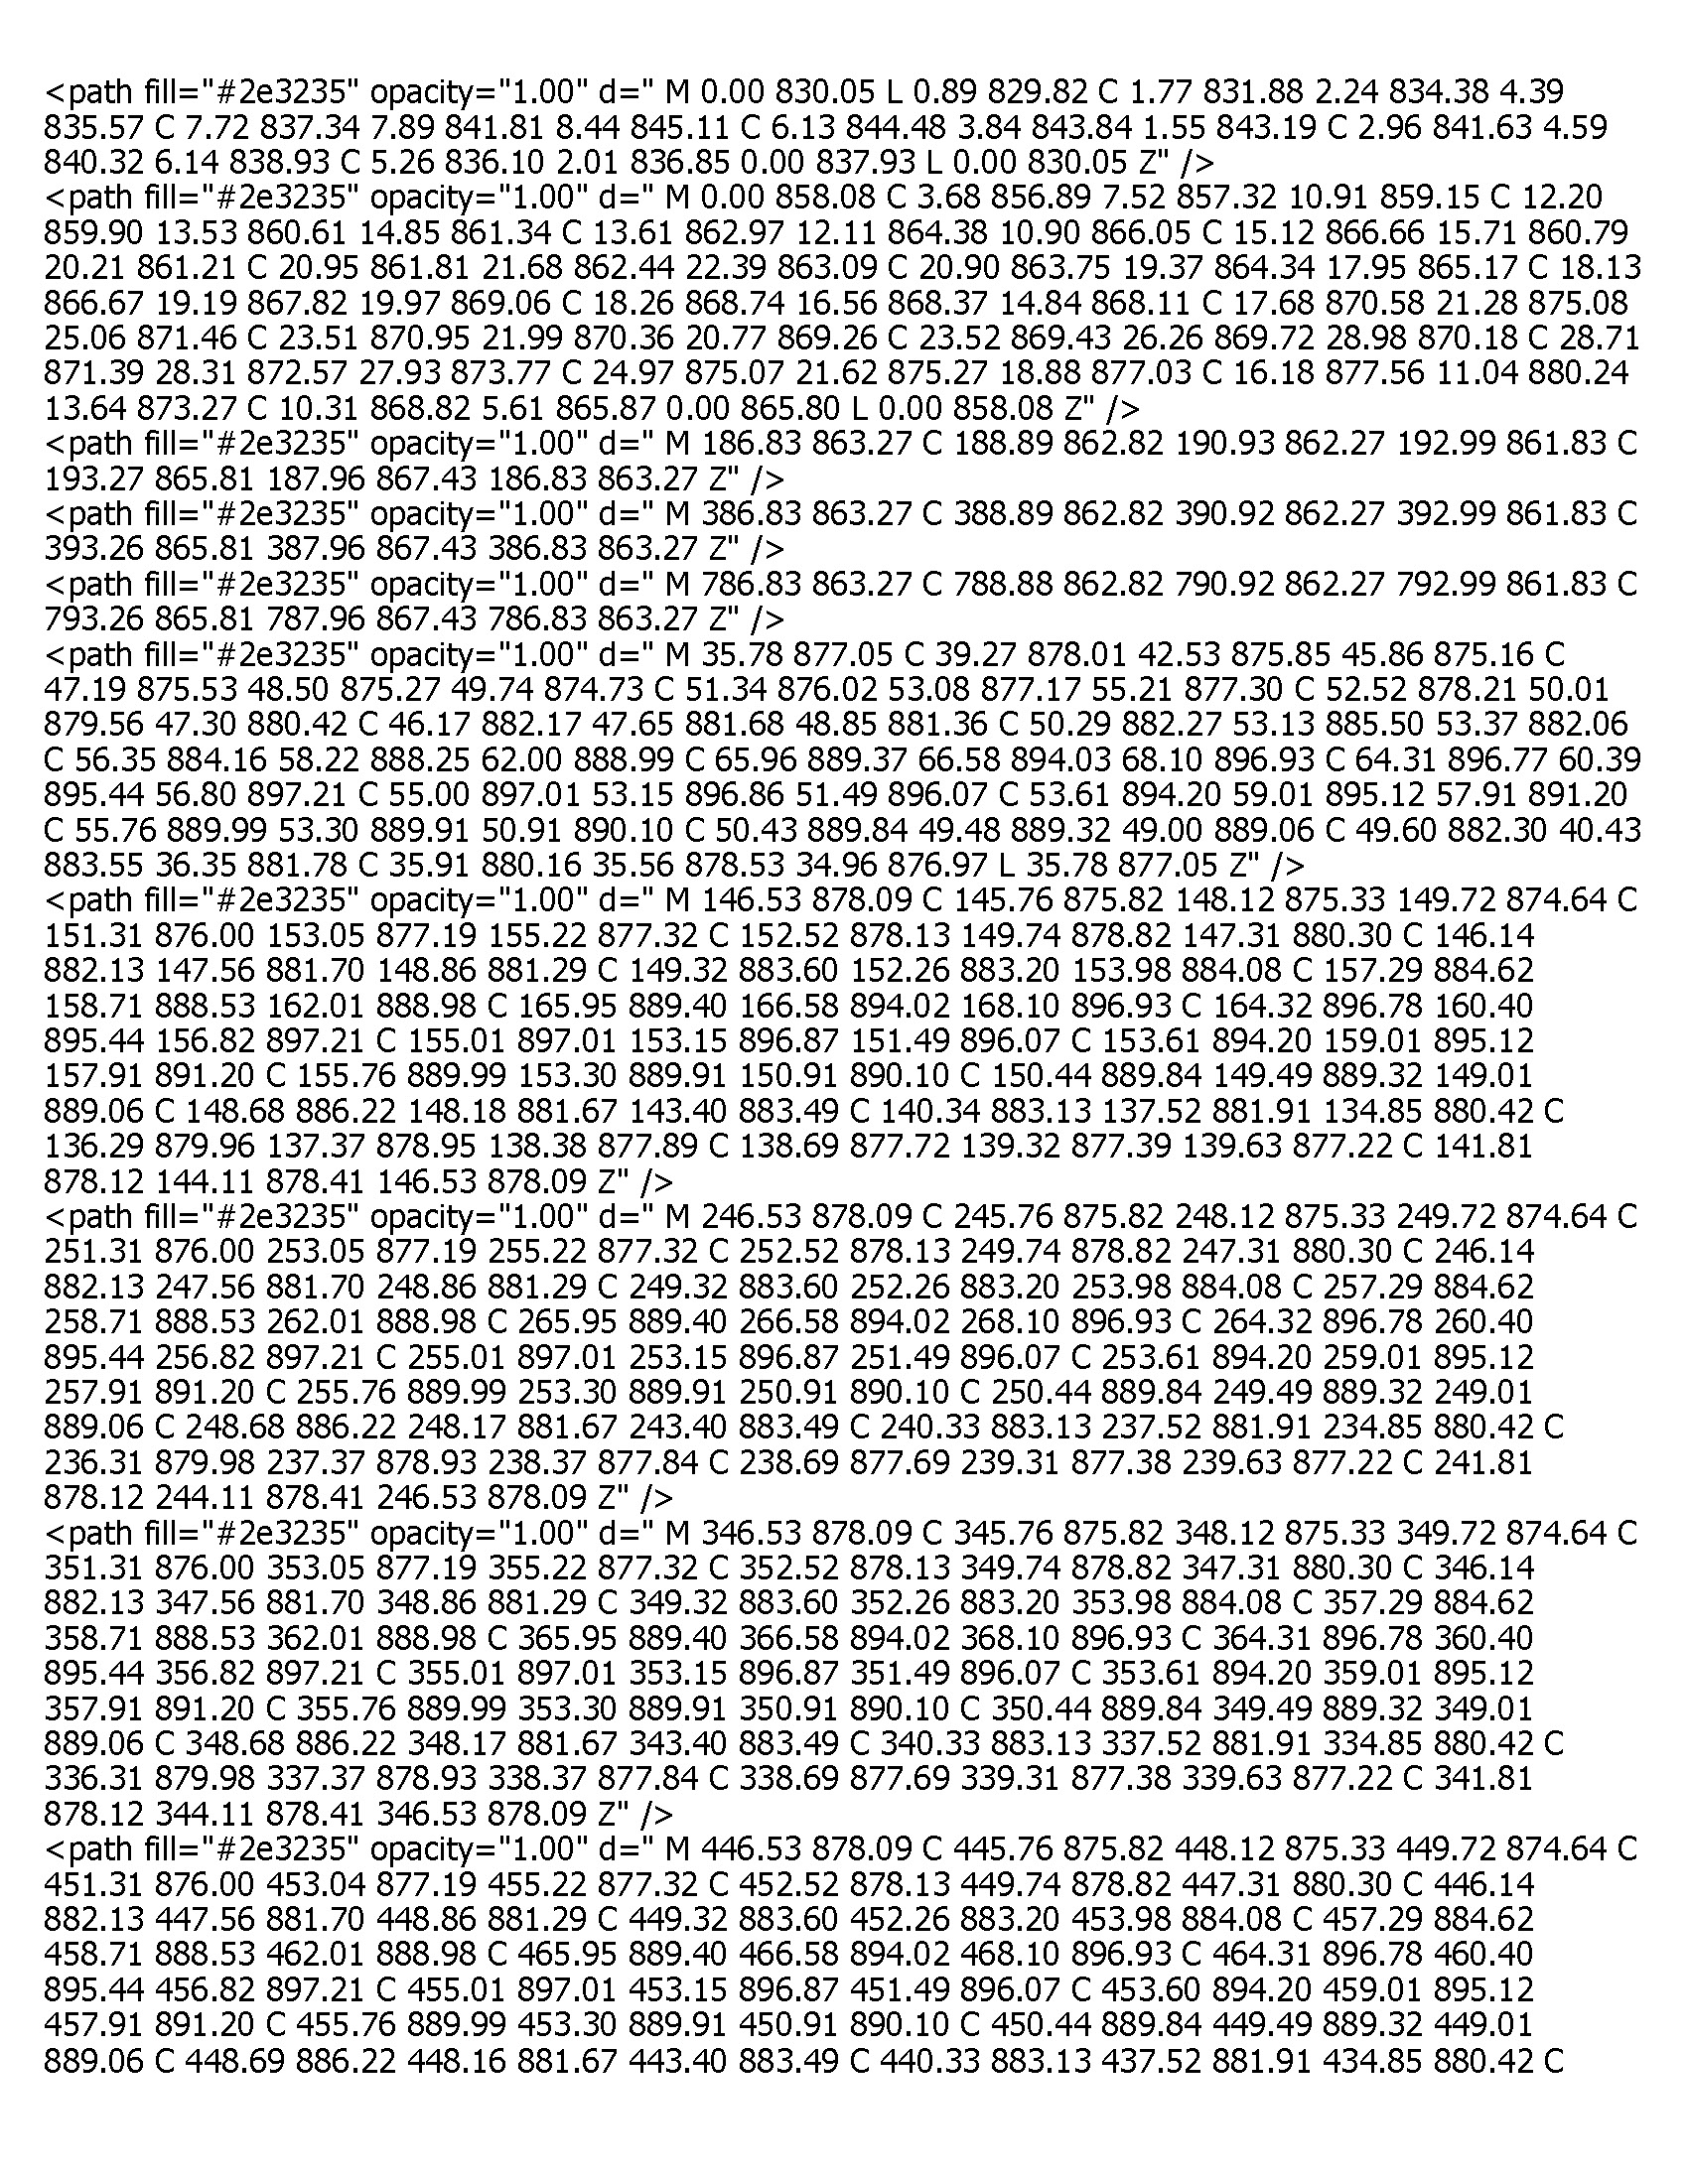 <path fill="#2e3235" opacity="1.00" d=" M 0.00 830.05 L 0.89 829.82 C 1.77 831.88 2.24 834.38 4.39
835.57 C 7.72 837.34 7.89 841.81 8.44 845.11 C 6.13 844.48 3.84 843.84 1.55 843.19 C 2.96 841.63 4.59
840.32 6.14 838.93 C 5.26 836.10 2.01 836.85 0.00 837.93 L 0.00 830.05 Z" />
<path fill="#2e3235" opacity="1.00" d=" M 0.00 858.08 C 3.68 856.89 7.52 857.32 10.91 859.15 C 12.20
859.90 13.53 860.61 14.85 861.34 C 13.61 862.97 12.11 864.38 10.90 866.05 C 15.12 866.66 15.71 860.79
20.21 861.21 C 20.95 861.81 21.68 862.44 22.39 863.09 C 20.90 863.75 19.37 864.34 17.95 865.17 C 18.13
866.67 19.19 867.82 19.97 869.06 C 18.26 868.74 16.56 868.37 14.84 868.11 C 17.68 870.58 21.28 875.08
25.06 871.46 C 23.51 870.95 21.99 870.36 20.77 869.26 C 23.52 869.43 26.26 869.72 28.98 870.18 C 28.71
871.39 28.31 872.57 27.93 873.77 C 24.97 875.07 21.62 875.27 18.88 877.03 C 16.18 877.56 11.04 880.24
13.64 873.27 C 10.31 868.82 5.61 865.87 0.00 865.80 L 0.00 858.08 Z" />
<path fill="#2e3235" opacity="1.00" d=" M 186.83 863.27 C 188.89 862.82 190.93 862.27 192.99 861.83 C
193.27 865.81 187.96 867.43 186.83 863.27 Z" />
<path fill="#2e3235" opacity="1.00" d=" M 386.83 863.27 C 388.89 862.82 390.92 862.27 392.99 861.83 C
393.26 865.81 387.96 867.43 386.83 863.27 Z" />
<path fill="#2e3235" opacity="1.00" d=" M 786.83 863.27 C 788.88 862.82 790.92 862.27 792.99 861.83 C
793.26 865.81 787.96 867.43 786.83 863.27 Z" />
<path fill="#2e3235" opacity="1.00" d=" M 35.78 877.05 C 39.27 878.01 42.53 875.85 45.86 875.16 C
47.19 875.53 48.50 875.27 49.74 874.73 C 51.34 876.02 53.08 877.17 55.21 877.30 C 52.52 878.21 50.01
879.56 47.30 880.42 C 46.17 882.17 47.65 881.68 48.85 881.36 C 50.29 882.27 53.13 885.50 53.37 882.06
C 56.35 884.16 58.22 888.25 62.00 888.99 C 65.96 889.37 66.58 894.03 68.10 896.93 C 64.31 896.77 60.39
895.44 56.80 897.21 C 55.00 897.01 53.15 896.86 51.49 896.07 C 53.61 894.20 59.01 895.12 57.91 891.20
C 55.76 889.99 53.30 889.91 50.91 890.10 C 50.43 889.84 49.48 889.32 49.00 889.06 C 49.60 882.30 40.43
883.55 36.35 881.78 C 35.91 880.16 35.56 878.53 34.96 876.97 L 35.78 877.05 Z" />
<path fill="#2e3235" opacity="1.00" d=" M 146.53 878.09 C 145.76 875.82 148.12 875.33 149.72 874.64 C
151.31 876.00 153.05 877.19 155.22 877.32 C 152.52 878.13 149.74 878.82 147.31 880.30 C 146.14
882.13 147.56 881.70 148.86 881.29 C 149.32 883.60 152.26 883.20 153.98 884.08 C 157.29 884.62
158.71 888.53 162.01 888.98 C 165.95 889.40 166.58 894.02 168.10 896.93 C 164.32 896.78 160.40
895.44 156.82 897.21 C 155.01 897.01 153.15 896.87 151.49 896.07 C 153.61 894.20 159.01 895.12
157.91 891.20 C 155.76 889.99 153.30 889.91 150.91 890.10 C 150.44 889.84 149.49 889.32 149.01
889.06 C 148.68 886.22 148.18 881.67 143.40 883.49 C 140.34 883.13 137.52 881.91 134.85 880.42 C
136.29 879.96 137.37 878.95 138.38 877.89 C 138.69 877.72 139.32 877.39 139.63 877.22 C 141.81
878.12 144.11 878.41 146.53 878.09 Z" />
<path fill="#2e3235" opacity="1.00" d=" M 246.53 878.09 C 245.76 875.82 248.12 875.33 249.72 874.64 C
251.31 876.00 253.05 877.19 255.22 877.32 C 252.52 878.13 249.74 878.82 247.31 880.30 C 246.14
882.13 247.56 881.70 248.86 881.29 C 249.32 883.60 252.26 883.20 253.98 884.08 C 257.29 884.62
258.71 888.53 262.01 888.98 C 265.95 889.40 266.58 894.02 268.10 896.93 C 264.32 896.78 260.40
895.44 256.82 897.21 C 255.01 897.01 253.15 896.87 251.49 896.07 C 253.61 894.20 259.01 895.12
257.91 891.20 C 255.76 889.99 253.30 889.91 250.91 890.10 C 250.44 889.84 249.49 889.32 249.01
889.06 C 248.68 886.22 248.17 881.67 243.40 883.49 C 240.33 883.13 237.52 881.91 234.85 880.42 C
236.31 879.98 237.37 878.93 238.37 877.84 C 238.69 877.69 239.31 877.38 239.63 877.22 C 241.81
878.12 244.11 878.41 246.53 878.09 Z" />
<path fill="#2e3235" opacity="1.00" d=" M 346.53 878.09 C 345.76 875.82 348.12 875.33 349.72 874.64 C
351.31 876.00 353.05 877.19 355.22 877.32 C 352.52 878.13 349.74 878.82 347.31 880.30 C 346.14
882.13 347.56 881.70 348.86 881.29 C 349.32 883.60 352.26 883.20 353.98 884.08 C 357.29 884.62
358.71 888.53 362.01 888.98 C 365.95 889.40 366.58 894.02 368.10 896.93 C 364.31 896.78 360.40
895.44 356.82 897.21 C 355.01 897.01 353.15 896.87 351.49 896.07 C 353.61 894.20 359.01 895.12
357.91 891.20 C 355.76 889.99 353.30 889.91 350.91 890.10 C 350.44 889.84 349.49 889.32 349.01
889.06 C 348.68 886.22 348.17 881.67 343.40 883.49 C 340.33 883.13 337.52 881.91 334.85 880.42 C
336.31 879.98 337.37 878.93 338.37 877.84 C 338.69 877.69 339.31 877.38 339.63 877.22 C 341.81
878.12 344.11 878.41 346.53 878.09 Z" />
<path fill="#2e3235" opacity="1.00" d=" M 446.53 878.09 C 445.76 875.82 448.12 875.33 449.72 874.64 C
451.31 876.00 453.04 877.19 455.22 877.32 C 452.52 878.13 449.74 878.82 447.31 880.30 C 446.14
882.13 447.56 881.70 448.86 881.29 C 449.32 883.60 452.26 883.20 453.98 884.08 C 457.29 884.62
458.71 888.53 462.01 888.98 C 465.95 889.40 466.58 894.02 468.10 896.93 C 464.31 896.78 460.40
895.44 456.82 897.21 C 455.01 897.01 453.15 896.87 451.49 896.07 C 453.60 894.20 459.01 895.12
457.91 891.20 C 455.76 889.99 453.30 889.91 450.91 890.10 C 450.44 889.84 449.49 889.32 449.01
889.06 C 448.69 886.22 448.16 881.67 443.40 883.49 C 440.33 883.13 437.52 881.91 434.85 880.42 C